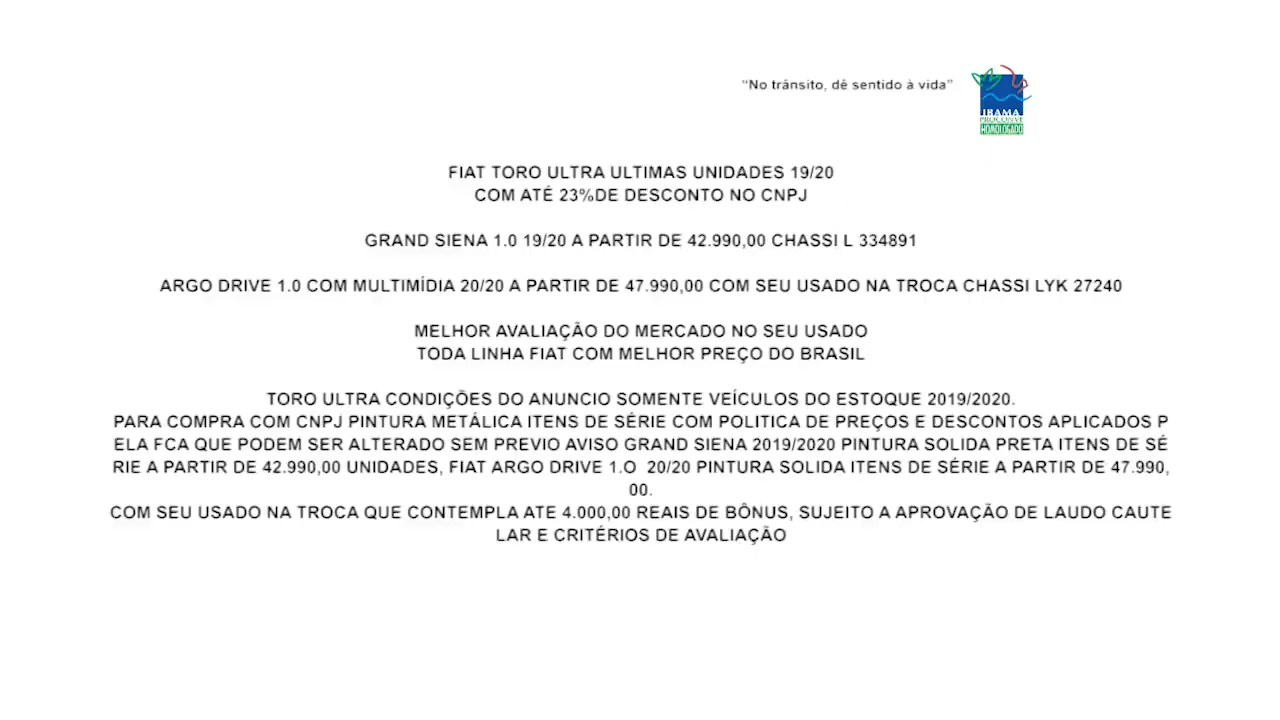 "No trânsito, dê sentido à vida"
IBAMA
PROCONVE
HOMOLOGADO
FIAT TORO ULTRA ULTIMAS UNIDADES 19/20
COM ATÉ 23%DE DESCONTO NO CNPJ
GRAND SIENA 1.0 19/20 A PARTIR DE 42.990,00 CHASSI L 334891
ARGO DRIVE 1.0 COM MULTIMÍDIA 20/20 A PARTIR DE 47.990,00 COM SEU USADO NA TROCA CHASSI LYK 27240
MELHOR AVALIAÇÃO DO MERCADO NO SEU USADO
TODA LINHA FIAT COM MELHOR PREÇO DO BRASIL
TORO ULTRA CONDIÇÕES DO ANUNCIO SOMENTE VEÍCULOS DO ESTOQUE 2019/2020.
PARA COMPRA COM CNPJ PINTURA METÁLICA ITENS DE SÉRIE COM POLITICA DE PREÇOS E DESCONTOS APLICADOS P
ELA FCA QUE PODEM SER ALTERADO SEM PREVIO AVISO GRAND SIENA 2019/2020 PINTURA SOLIDA PRETA ITENS DE SÉ
RIE A PARTIR DE 42.990,00 UNIDADES, FIAT ARGO DRIVE 1.O  20/20 PINTURA SOLIDA ITENS DE SÉRIE A PARTIR DE 47.990,
00.
COM SEU USADO NA TROCA QUE CONTEMPLA ATE 4.000,00 REAIS DE BÔNUS, SUJEITO A APROVAÇÃO DE LAUDO CAUTE
LAR E CRITÉRIOS DE AVALIAÇÃO